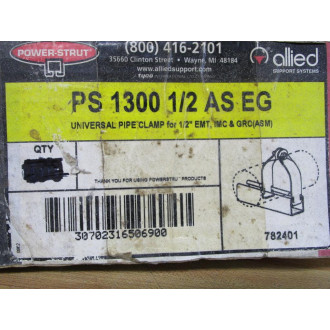 POWER-STRUT
(800) 416-2101
35660 Clinton Street • Wayne, MI 48184
www.alliedsupport.com
tyco
allied
SUPPORT SYSTEMS
PS 1300 1/2 AS EG
UNIVERSAL PIPE CLAMP for 1/2" EMT, IMC & GRC(ASM)
QTY
THANK YOU FOR USING POWERSTRUT PRODUCTS
30702316506900
782401